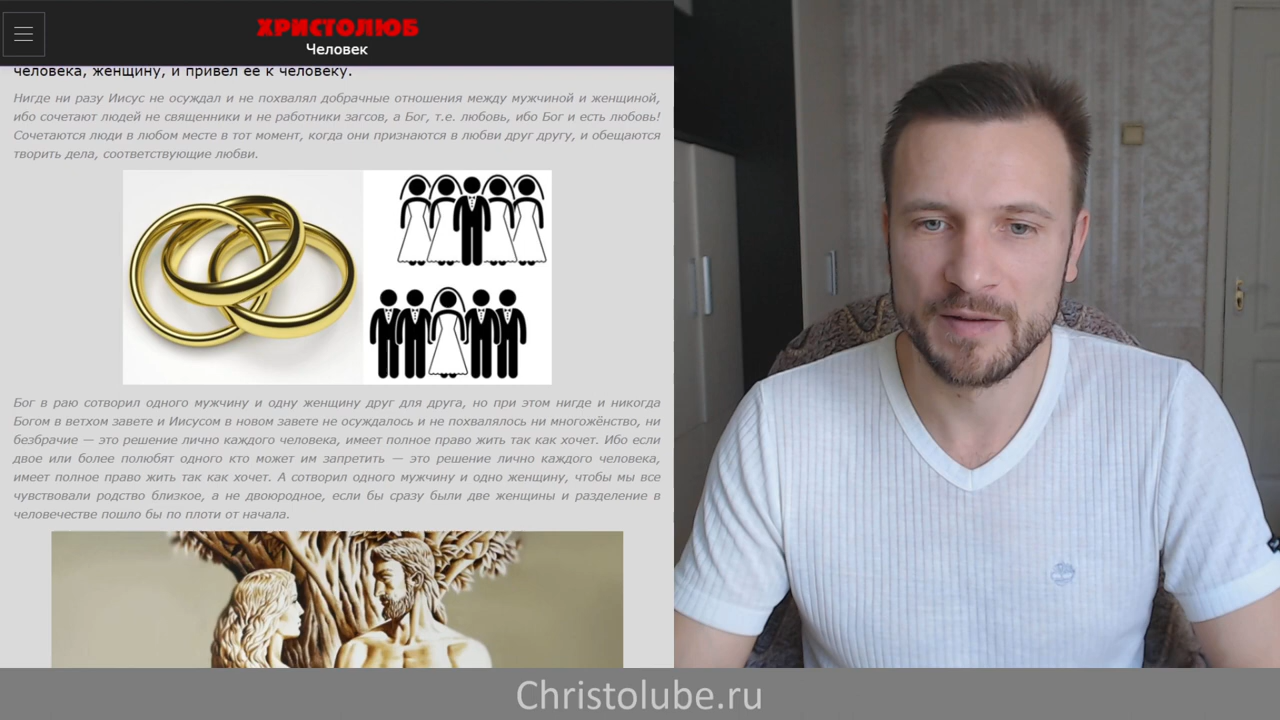 ХРИСТОЛЮБ
Человек
человека, женщину, и привел ее к человеку.
Нигде ни разу Иисус не осуждал и не похвалял добрачные отношения между мужчиной и женщиной,
ибо сочетают людей не священники и не работники загсов, а Бог, т.е. любовь, ибо Бог и есть любовь!
Сочетаются люди в любом месте в тот момент, когда они признаются в любви друг другу, и обещаются
творить дела, соответствующие любви.
Бог в раю сотворил одного мужчину и одну женщину друг для друга, но при этом нигде и никогда
Богом в ветхом завете и Иисусом в новом завете не осуждалось и не похвалялось ни многожёнство, ни
безбрачие — это решение лично каждого человека, имеет полное право жить так как хочет. Ибо если
двое или более полюбят одного кто может им запретить — это решение лично каждого человека,
имеет полное право жить так как хочет. А сотворил одного мужчину и одно женщину, чтобы мы все
чувствовали родство близкое, а не двоюродное, если бы сразу были две женщины и разделение в
человечестве пошло бы по плоти от начала.
Christolube.ru